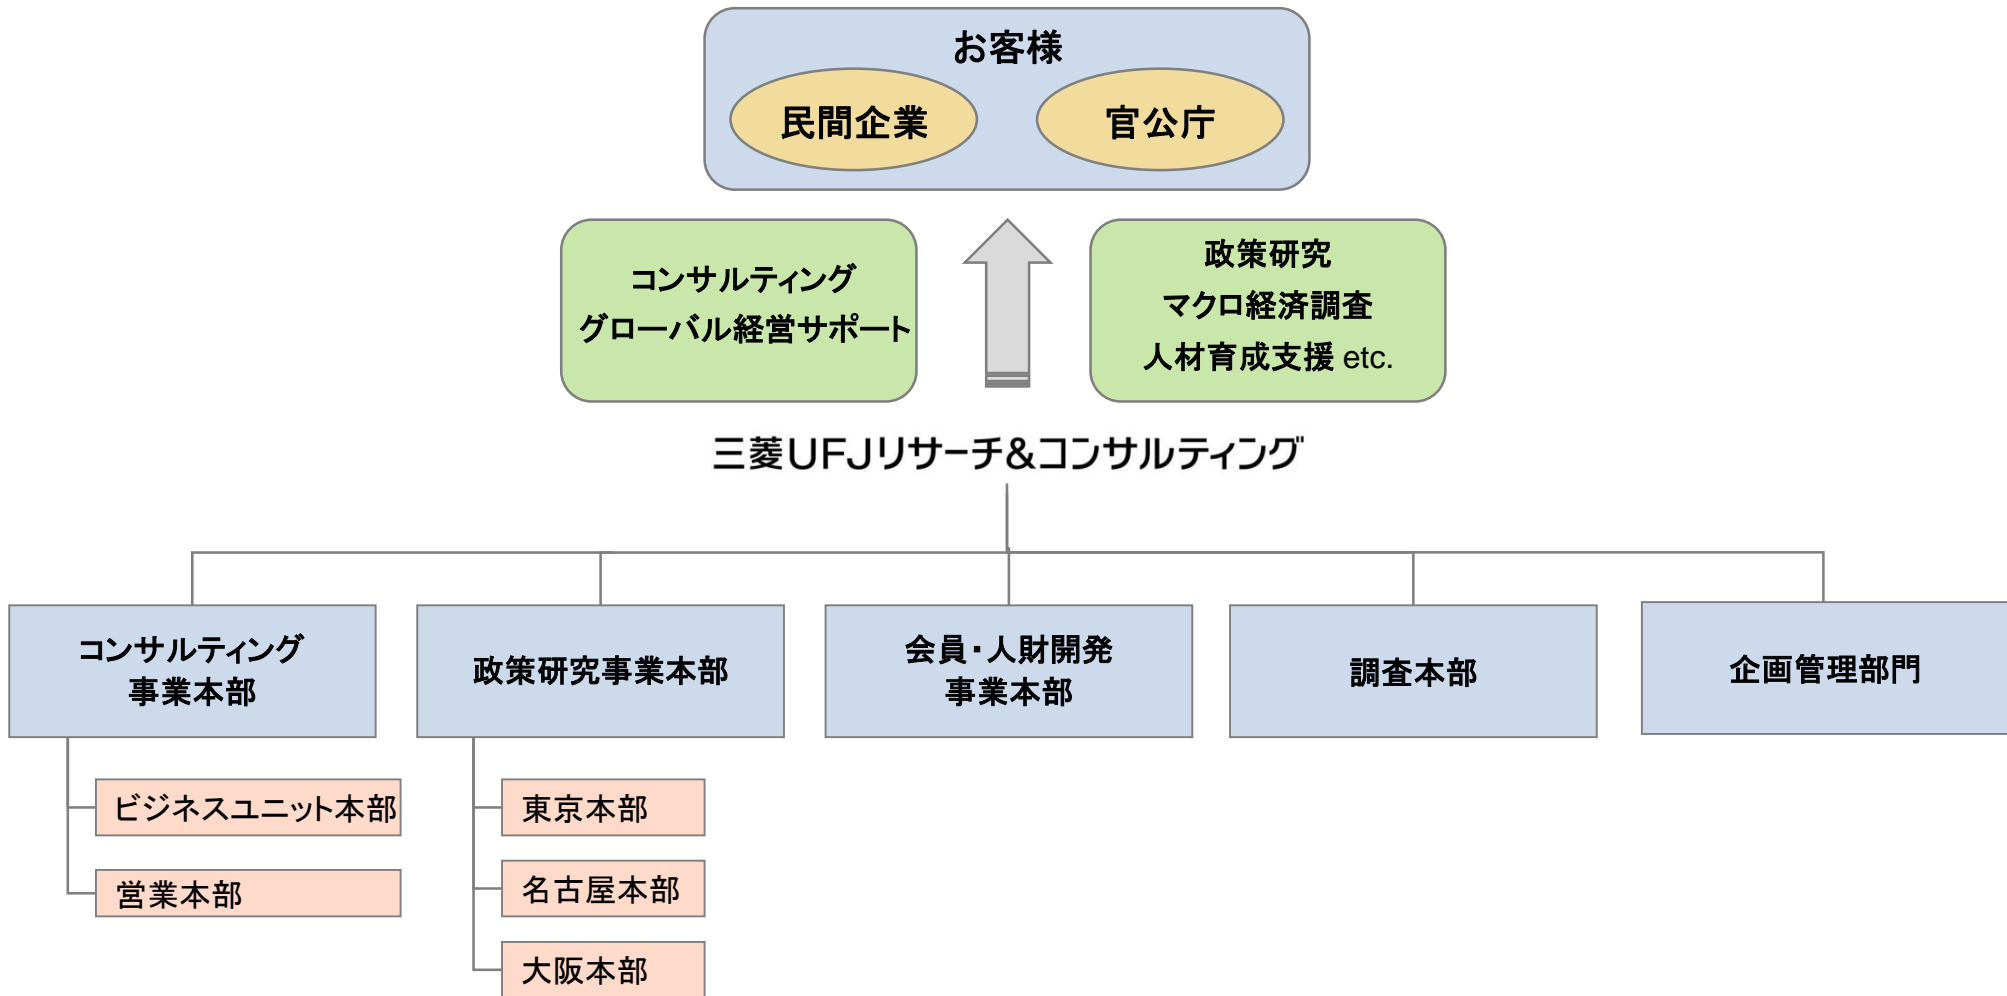 お客様
民間企業
官公庁
コンサルティング
グローバル経営サポート
政策研究
マクロ経済調査
人材育成支援 etc.
三菱UFJリサーチ&コンサルティング
コンサルティング
事業本部
政策研究事業本部
会員・人財開発
事業本部
調査本部
企画管理部門
ビジネスユニット本部
営業本部
東京本部
名古屋本部
大阪本部